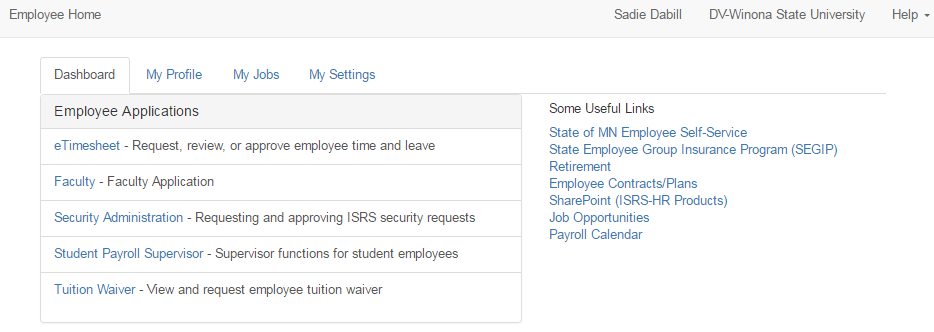 Employee Home Sadie Dabill DV-Winona State University Help
Dashboard My Profile My Jobs My Settings
Employee Applications
eTimesheet - Request, review, or approve employee time and leave
Faculty - Faculty Application
Security Administration - Requesting and approving ISRS security requests
Student Payroll Supervisor - Supervisor functions for student employees
Tuition Waiver - View and request employee tuition waiver
Some Useful Links
State of MN Employee Self-Service
State Employee Group Insurance Program (SEGIP)
Retirement
Employee Contracts/Plans
SharePoint (ISRS-HR Products)
Job Opportunities
Payroll Calendar